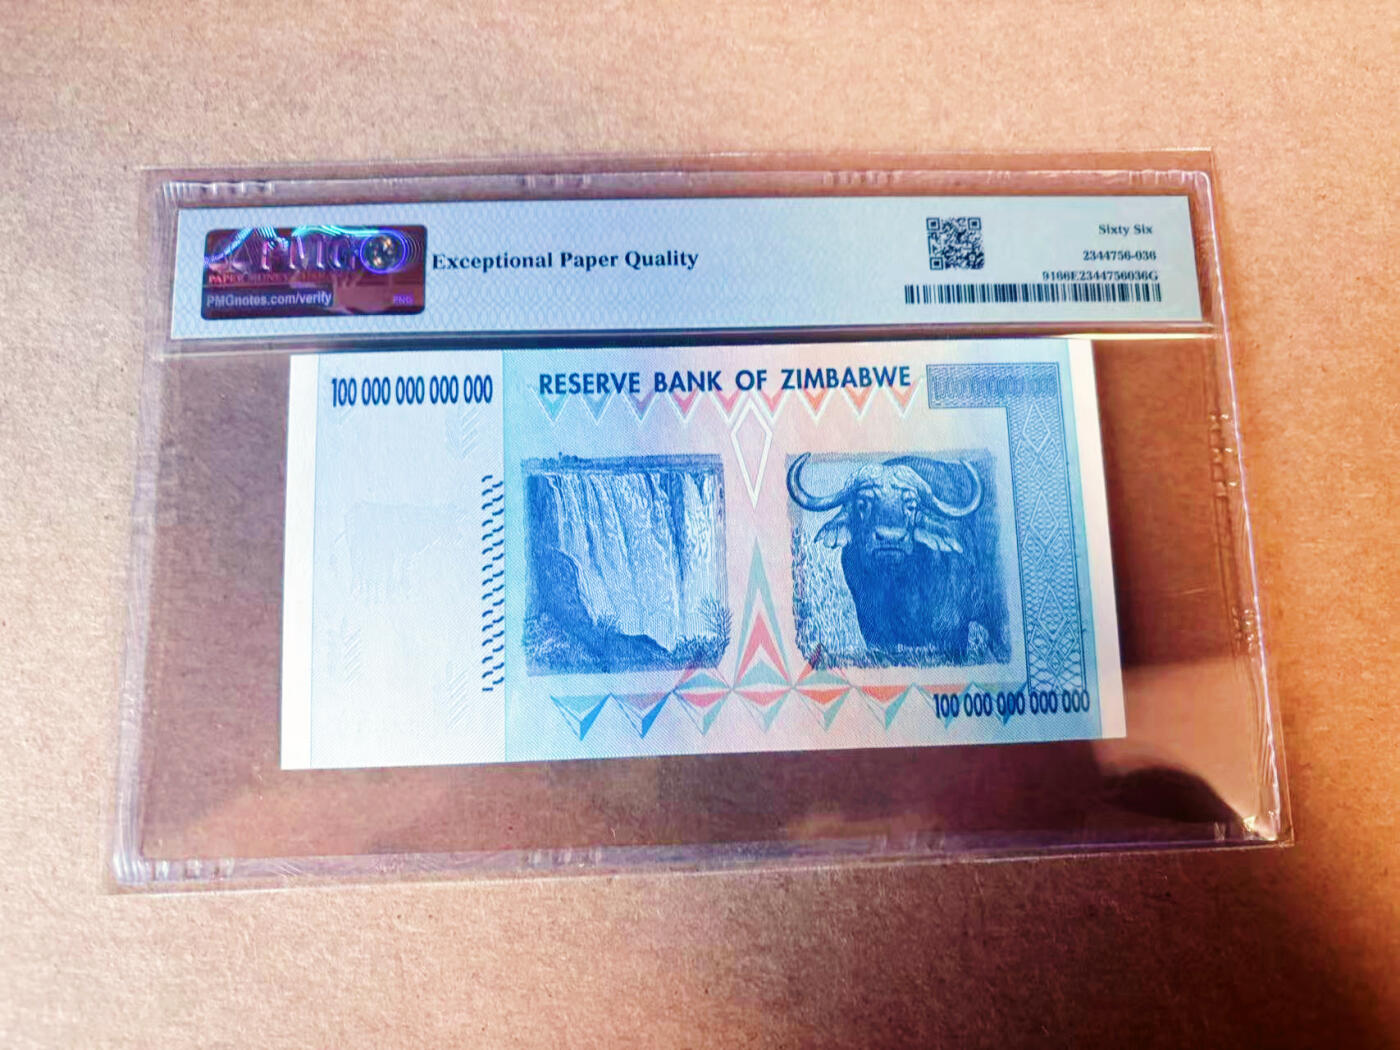 PMG
PMGnotes.com/verify
PNG
Exceptional Paper Quality
Sixty Six
2344756-036
9166E2344756036G
100 000 000 000 000
RESERVE BANK OF ZIMBABWE
100 000 000 000 000